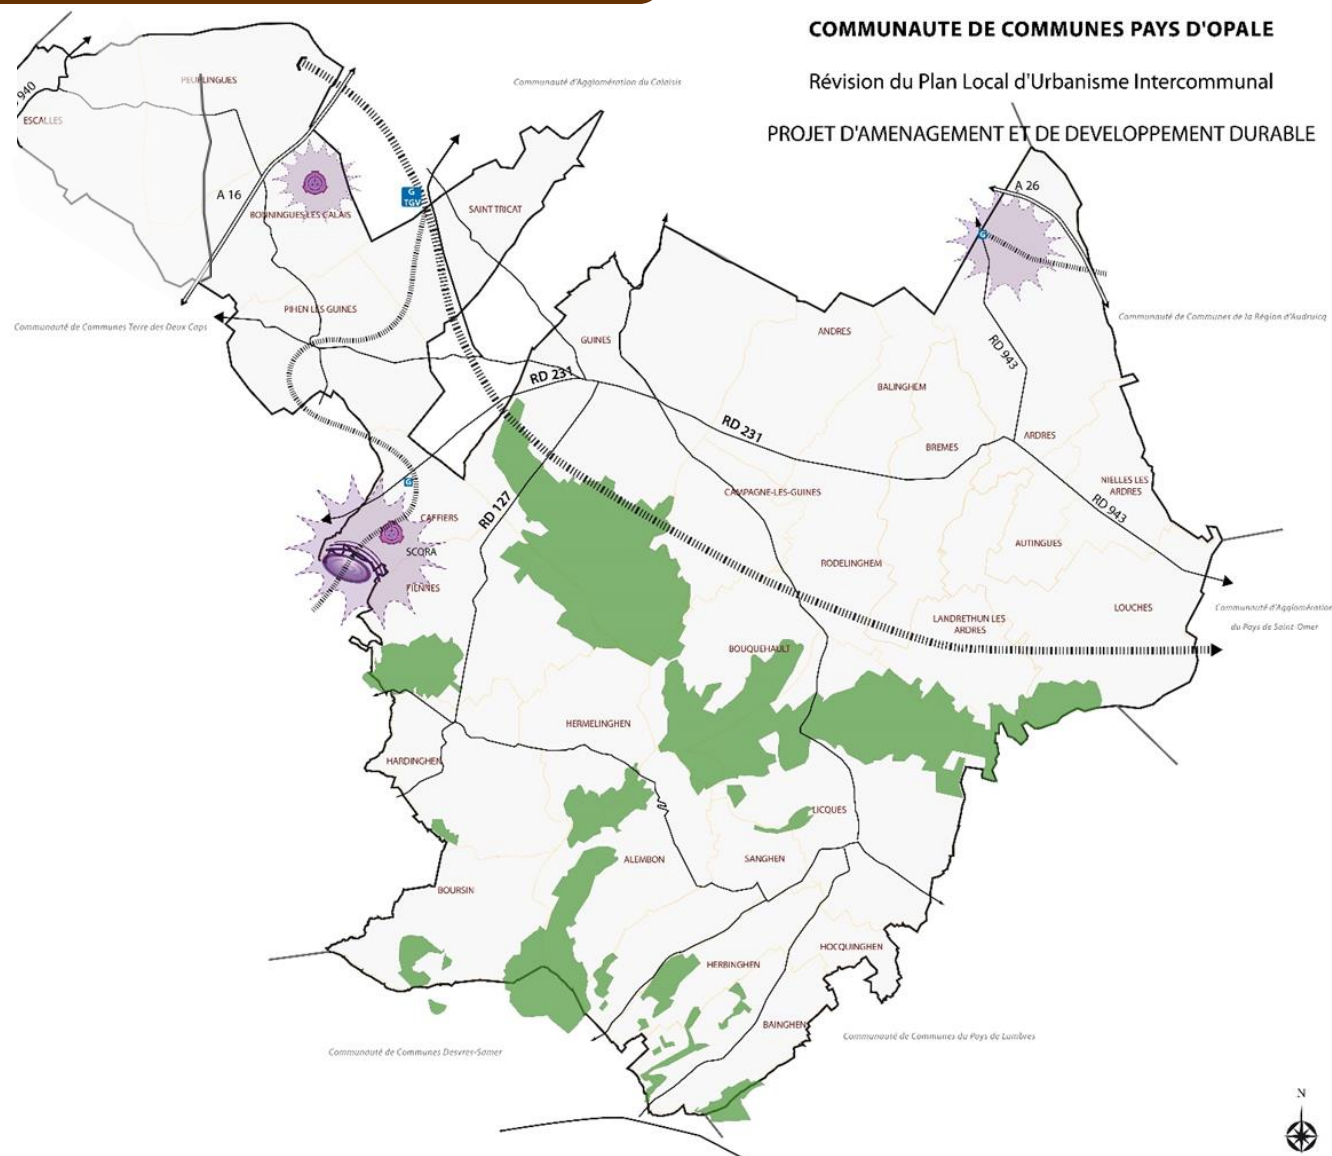 COMMUNAUTE DE COMMUNES PAYS D'OPALE
Révision du Plan Local d'Urbanisme Intercommunal
PROJET D'AMENAGEMENT ET DE DEVELOPPEMENT DURABLE
Communauté d'Agglomération du Calaisis
PEUPLINGUES
940
ESCALLES
A 16
BONNINGUES LES CALAIS
G
TGV
SAINT TRICAT
A 26
G
PIHEN LES GUINES
Communauté de Communes Terre des Deux Caps
Communauté de Communes de la Région d'Audruicq
GUINES
ANDRES
RD 943
RD 231
BALINGHEM
RD 231
BREMES
ARDRES
G
CAMPAGNE-LES-GUINES
NIELLES LES
ARDRES
RD 127
RD 943
CAFFIERS
SCORA
AUTINGUES
RODELINGHEM
FIENNES
LOUCHES
LANDRETHUN LES
ARDRES
Communauté d'Agglomération
du Pays de Saint-Omer
BOUQUEHAULT
HERMELINGHEN
HARDINGHEN
LICQUES
ALEMBON
SANGHEN
BOURSIN
HOCQUINGHEN
HERBINGHEN
BAINGHEN
Communauté de Communes du Pays de Lumbres
Communauté de Communes Desvres-Samer
N